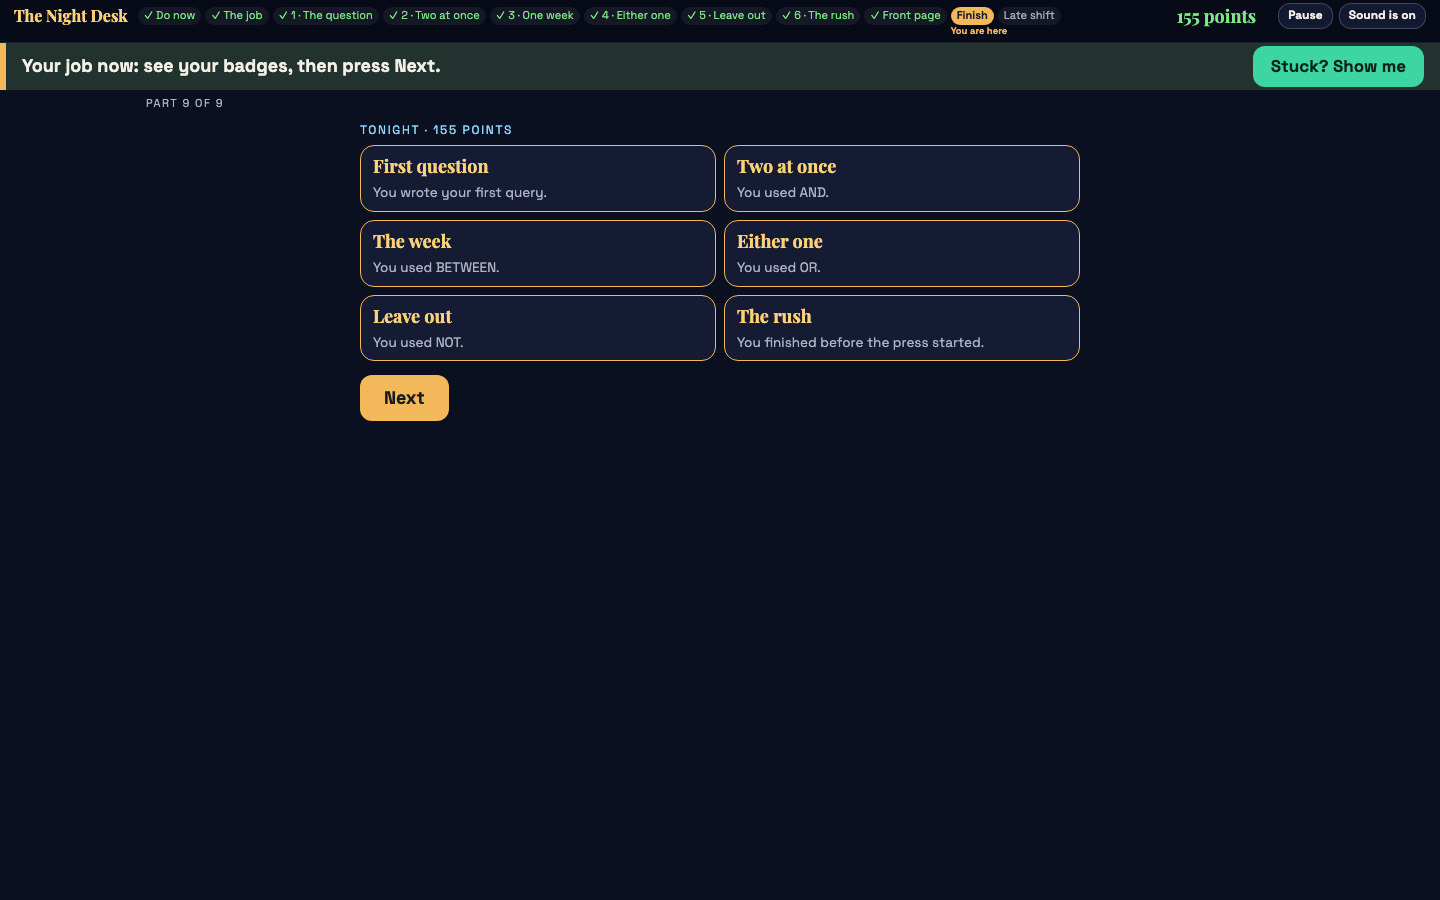 The Night Desk ✓ Do now ✓ The job ✓ 1 · The question ✓ 2 · Two at once ✓ 3 · One week ✓ 4 · Either one ✓ 5 · Leave out ✓ 6 · The rush ✓ Front page Finish Late shift 155 points Pause Sound is on
You are here
Your job now: see your badges, then press Next. Stuck? Show me
PART 9 OF 9
TONIGHT · 155 POINTS
First question
You wrote your first query.
Two at once
You used AND.
The week
You used BETWEEN.
Either one
You used OR.
Leave out
You used NOT.
The rush
You finished before the press started.
Next